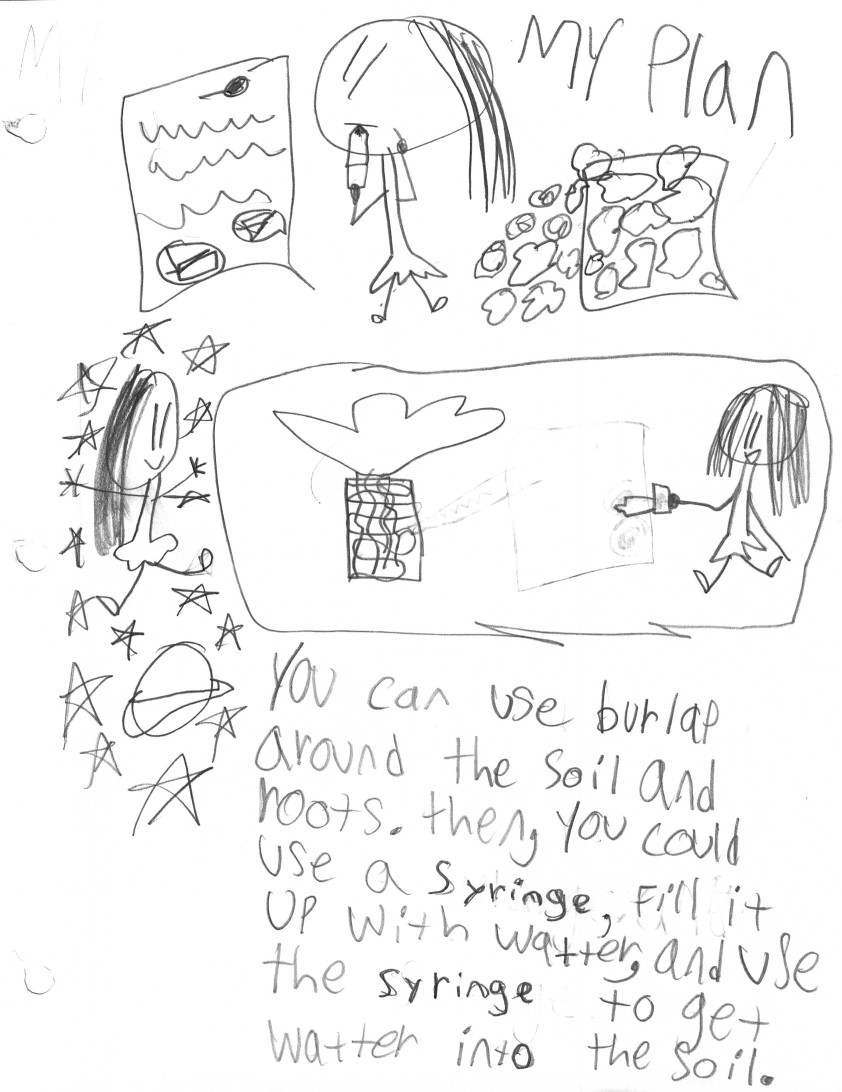 My Plan
You can use burlap
around the soil and
roots. then, you could
use a syringe, Fill it
up with watter, and use
the syringe to get
watter into the soil.